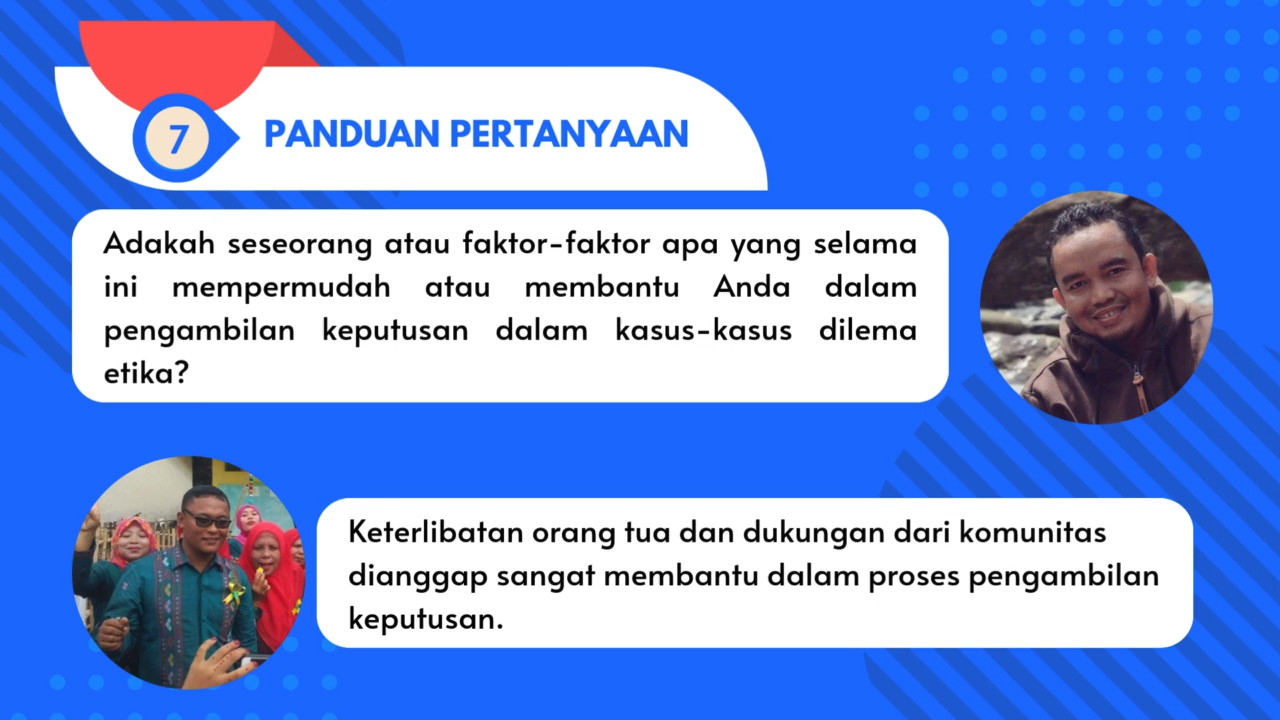 7
PANDUAN PERTANYAAN
Adakah seseorang atau faktor-faktor apa yang selama
ini mempermudah atau membantu Anda dalam
pengambilan keputusan dalam kasus-kasus dilema
etika?
Keterlibatan orang tua dan dukungan dari komunitas
dianggap sangat membantu dalam proses pengambilan
keputusan.